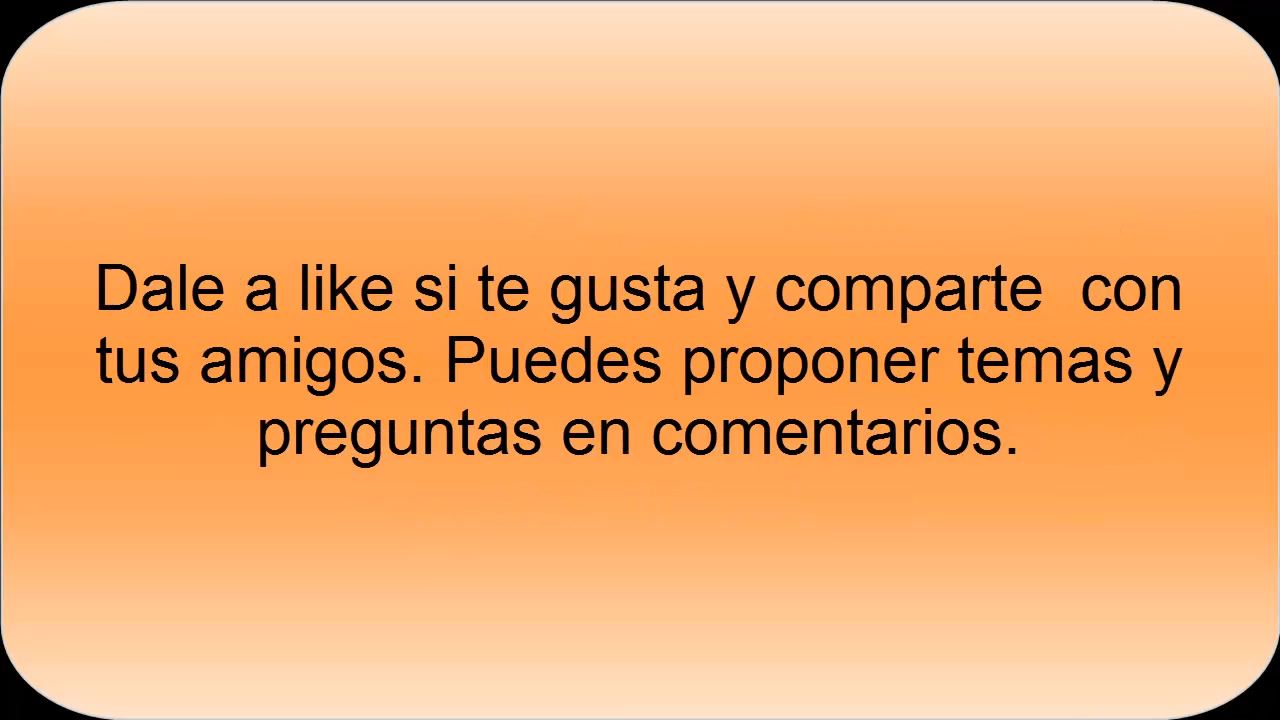 Dale a like si te gusta y comparte  con
tus amigos. Puedes proponer temas y
preguntas en comentarios.